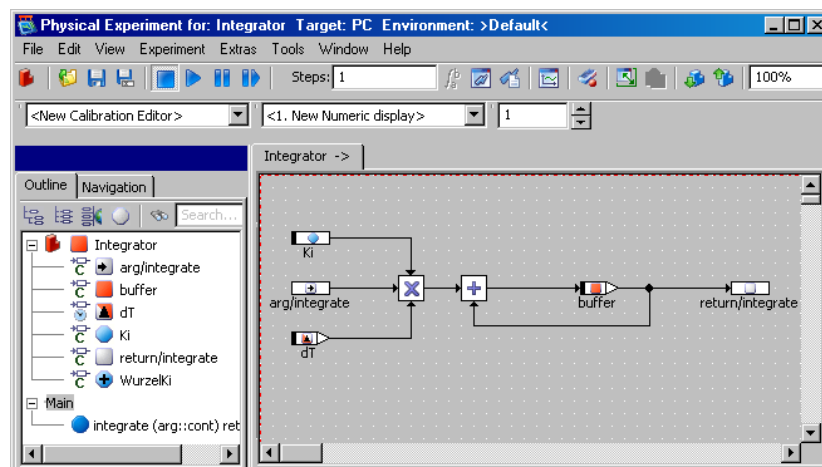 Physical Experiment for: Integrator Target: PC Environment: >Default<
File Edit View Experiment Extras Tools Window Help
Steps: 1 100%
<New Calibration Editor> <1. New Numeric display> 1
Integrator ->
Outline Navigation
Search...
Integrator
arg/integrate
buffer
dT
Ki
return/integrate
WurzelKi
Main
integrate (arg::cont) ret
Ki
arg/integrate buffer return/integrate
dT